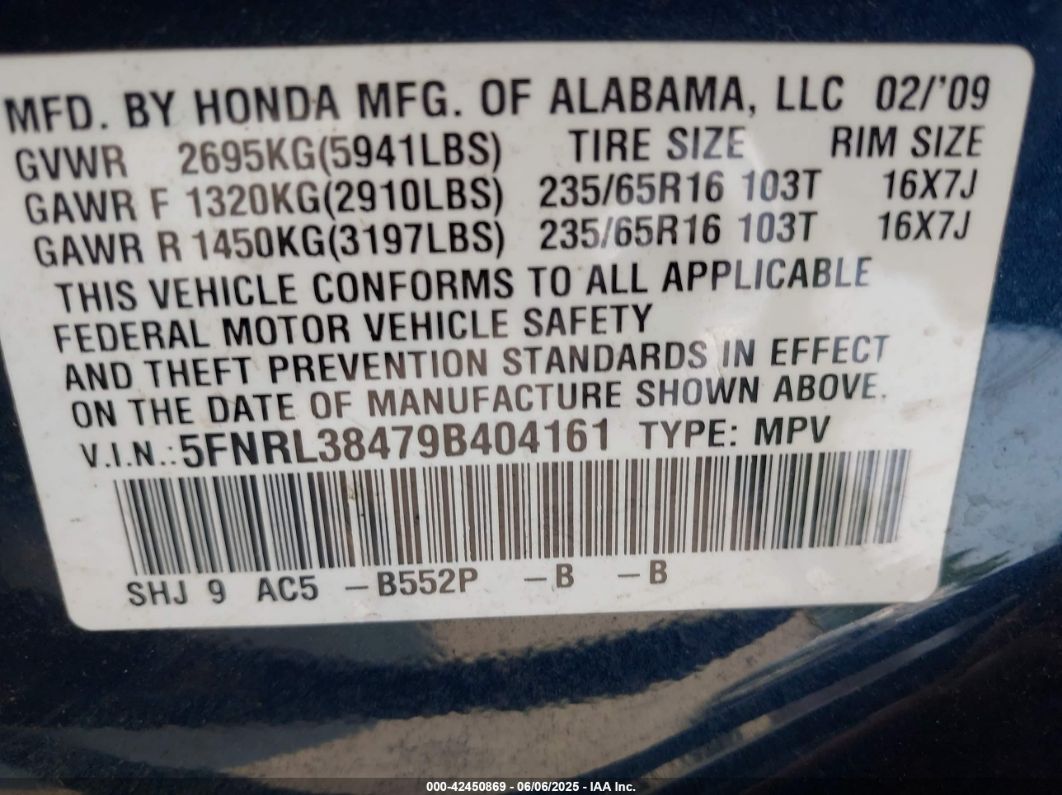 MFD. BY HONDA MFG. OF ALABAMA, LLC 02/'09
GVWR 2695KG(5941LBS) TIRE SIZE RIM SIZE
GAWR F 1320KG(2910LBS) 235/65R16 103T 16X7J
GAWR R 1450KG(3197LBS) 235/65R16 103T 16X7J
THIS VEHICLE CONFORMS TO ALL APPLICABLE
FEDERAL MOTOR VEHICLE SAFETY
AND THEFT PREVENTION STANDARDS IN EFFECT
ON THE DATE OF MANUFACTURE SHOWN ABOVE.
V.I.N.:5FNRL38479B404161 TYPE: MPV
SHJ 9 AC5 –B552P –B –B
000-42450869 - 06/06/2025 - IAA Inc.